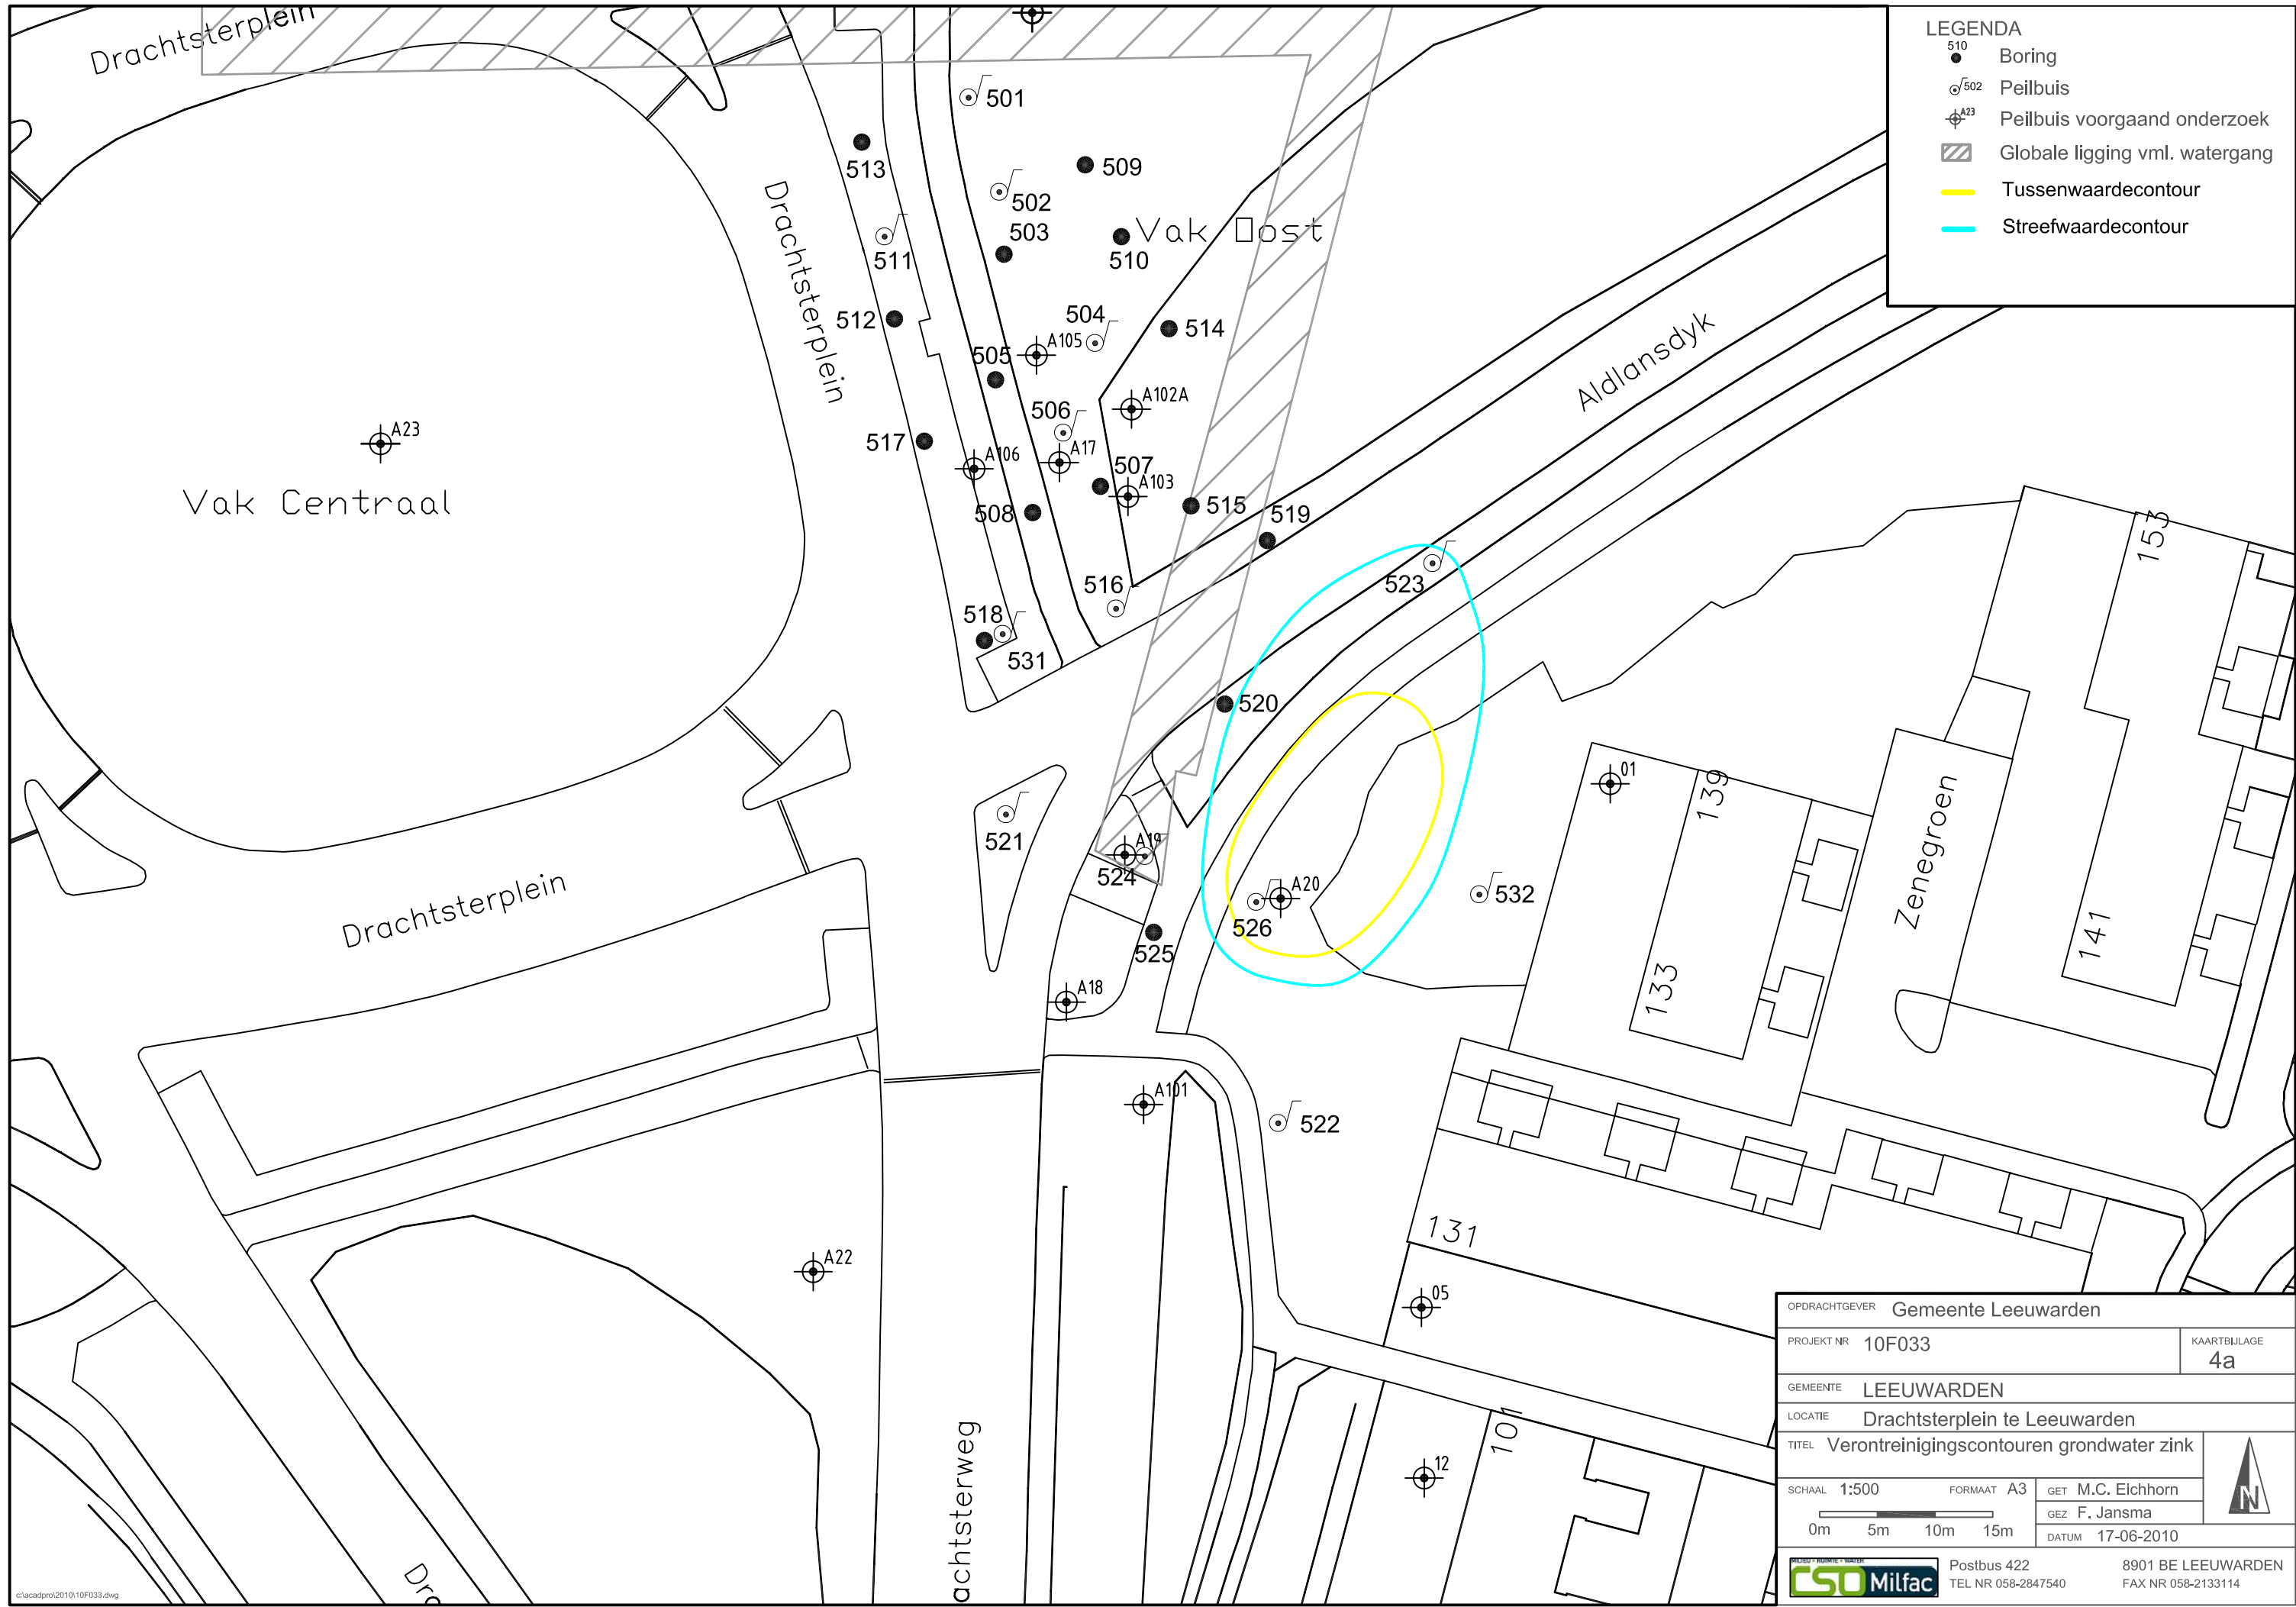 Drachtsterplein
501
513
509
502
Vak Oost
503
511
510
Drachtsterplein
504
512
514
A105
505
Aldlansdyk
A102A
506
A23
517
A106
A17
507
A103
Vak Centraal
508
515
519
153
523
516
518
531
520
01
139
521
A19
Zenegroen
524
A20
532
Drachtsterplein
526
525
141
133
A18
A101
522
131
A22
05
12
101
achtsterweg
Dro
c:\acadpro\2010\10F033.dwg
LEGENDA
510 Boring
502 Peilbuis
A23 Peilbuis voorgaand onderzoek
Globale ligging vml. watergang
Tussenwaardecontour
Streefwaardecontour
OPDRACHTGEVER Gemeente Leeuwarden
PROJEKT NR 10F033
KAARTBIJLAGE
4a
GEMEENTE LEEUWARDEN
LOCATIE Drachtsterplein te Leeuwarden
TITEL Verontreinigingscontouren grondwater zink
SCHAAL 1:500 FORMAAT A3
GET M.C. Eichhorn
GEZ F. Jansma
0m 5m 10m 15m
DATUM 17-06-2010
N
MILIEU • RUIMTE • WATER
CSO Milfac
Postbus 422 8901 BE LEEUWARDEN
TEL NR 058-2847540 FAX NR 058-2133114